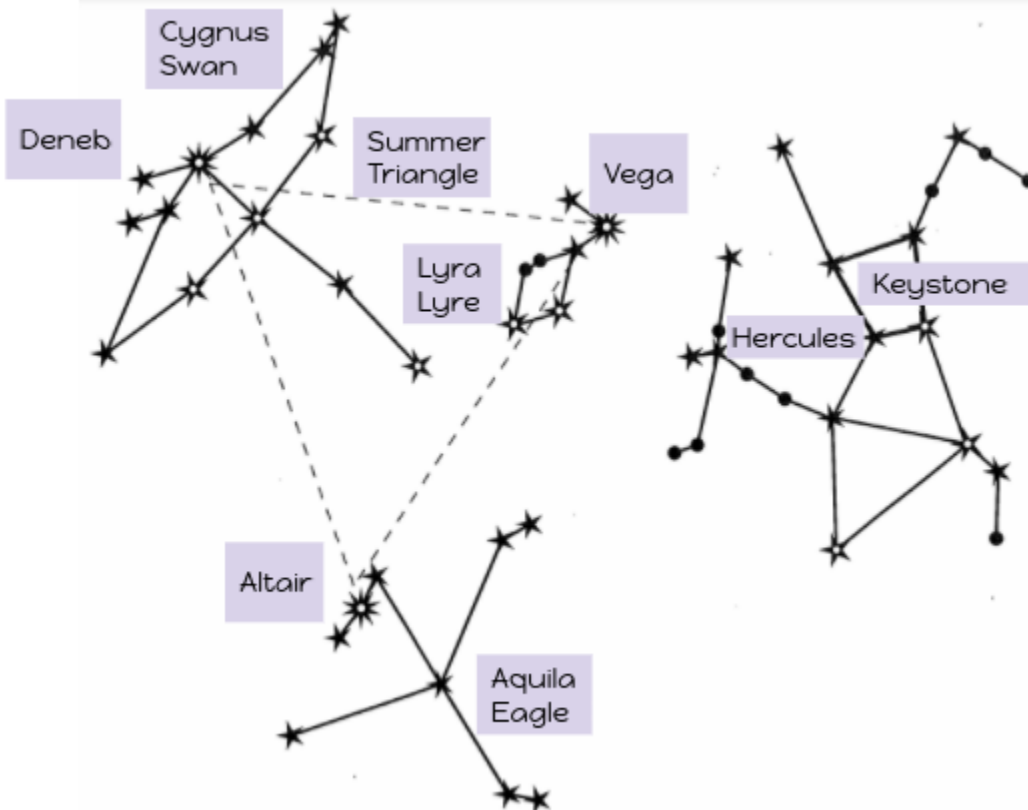 Cygnus
Swan
Deneb
Summer
Triangle
Vega
Lyra
Lyre
Keystone
Hercules
Altair
Aquila
Eagle